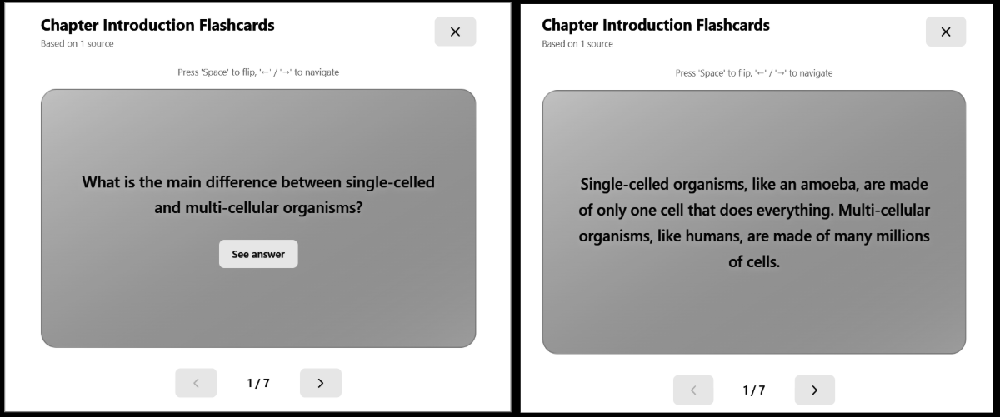 Chapter Introduction Flashcards
Based on 1 source
Press 'Space' to flip, '←' / '→' to navigate
What is the main difference between single-celled
and multi-cellular organisms?
See answer
1 / 7
Chapter Introduction Flashcards
Based on 1 source
Press 'Space' to flip, '←' / '→' to navigate
Single-celled organisms, like an amoeba, are made
of only one cell that does everything. Multi-cellular
organisms, like humans, are made of many millions
of cells.
1 / 7